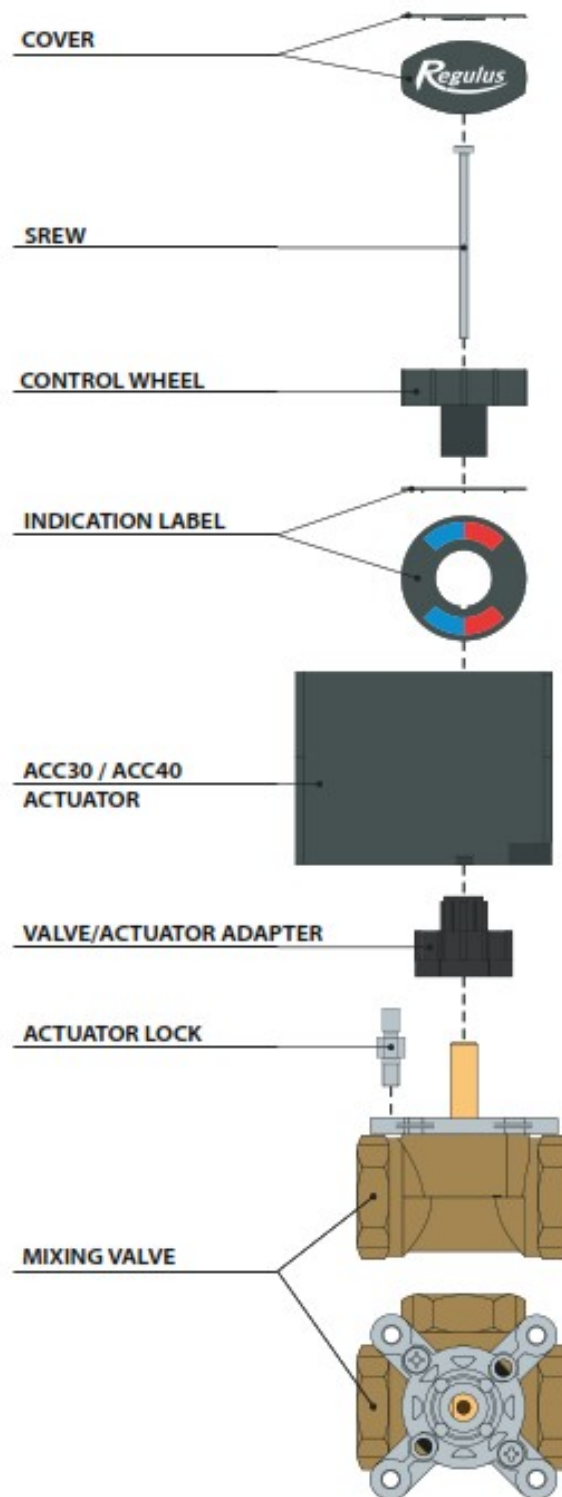 COVER
Regulus
SREW
CONTROL WHEEL
INDICATION LABEL
ACC30 / ACC40
ACTUATOR
VALVE/ACTUATOR ADAPTER
ACTUATOR LOCK
MIXING VALVE